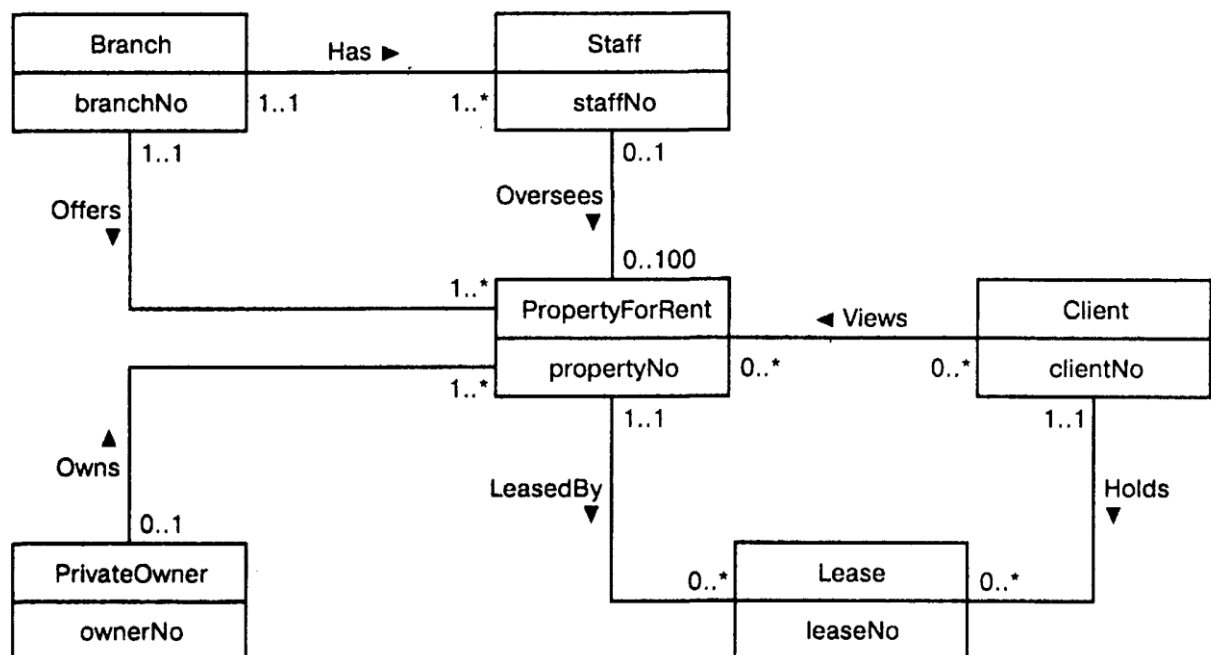 Branch
Has ►
Staff
branchNo
1..1
1..*
staffNo
1..1
0..1
Offers
▼
Oversees
▼
0..100
1..*
PropertyForRent
◄ Views
Client
propertyNo
0..*
0..*
clientNo
1..*
1..1
1..1
▲
Owns
LeasedBy
▼
Holds
▼
0..1
PrivateOwner
0..*
Lease
0..*
ownerNo
leaseNo